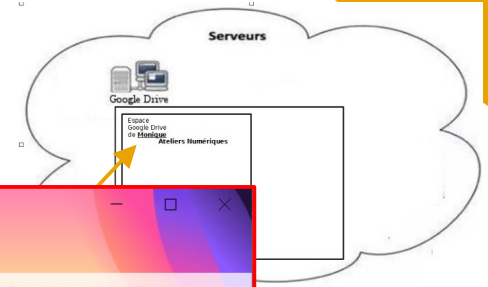 Serveurs
Google Drive
Espace
Google Drive
de Monique
Ateliers Numériques